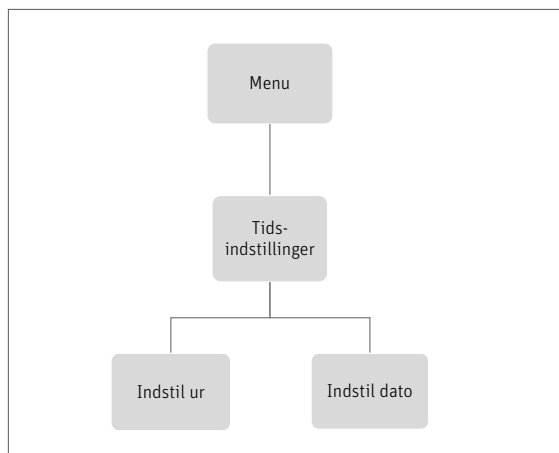 Menu
Tids-
indstillinger
Indstil ur
Indstil dato